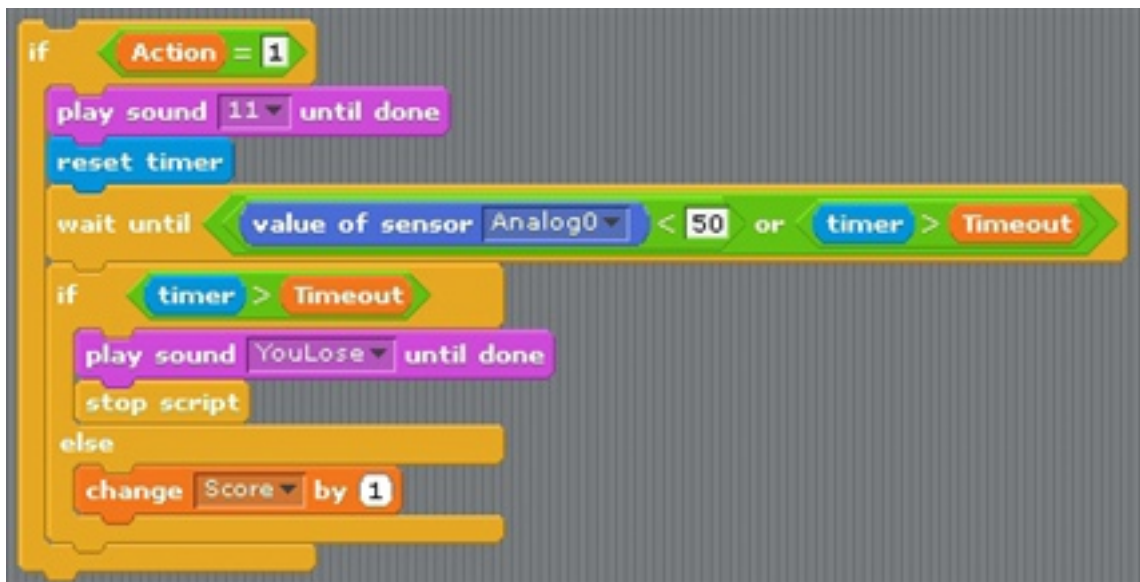 if Action = 1
play sound 11 until done
reset timer
wait until value of sensor Analog0 < 50 or timer > Timeout
if timer > Timeout
play sound YouLose until done
stop script
else
change Score by 1